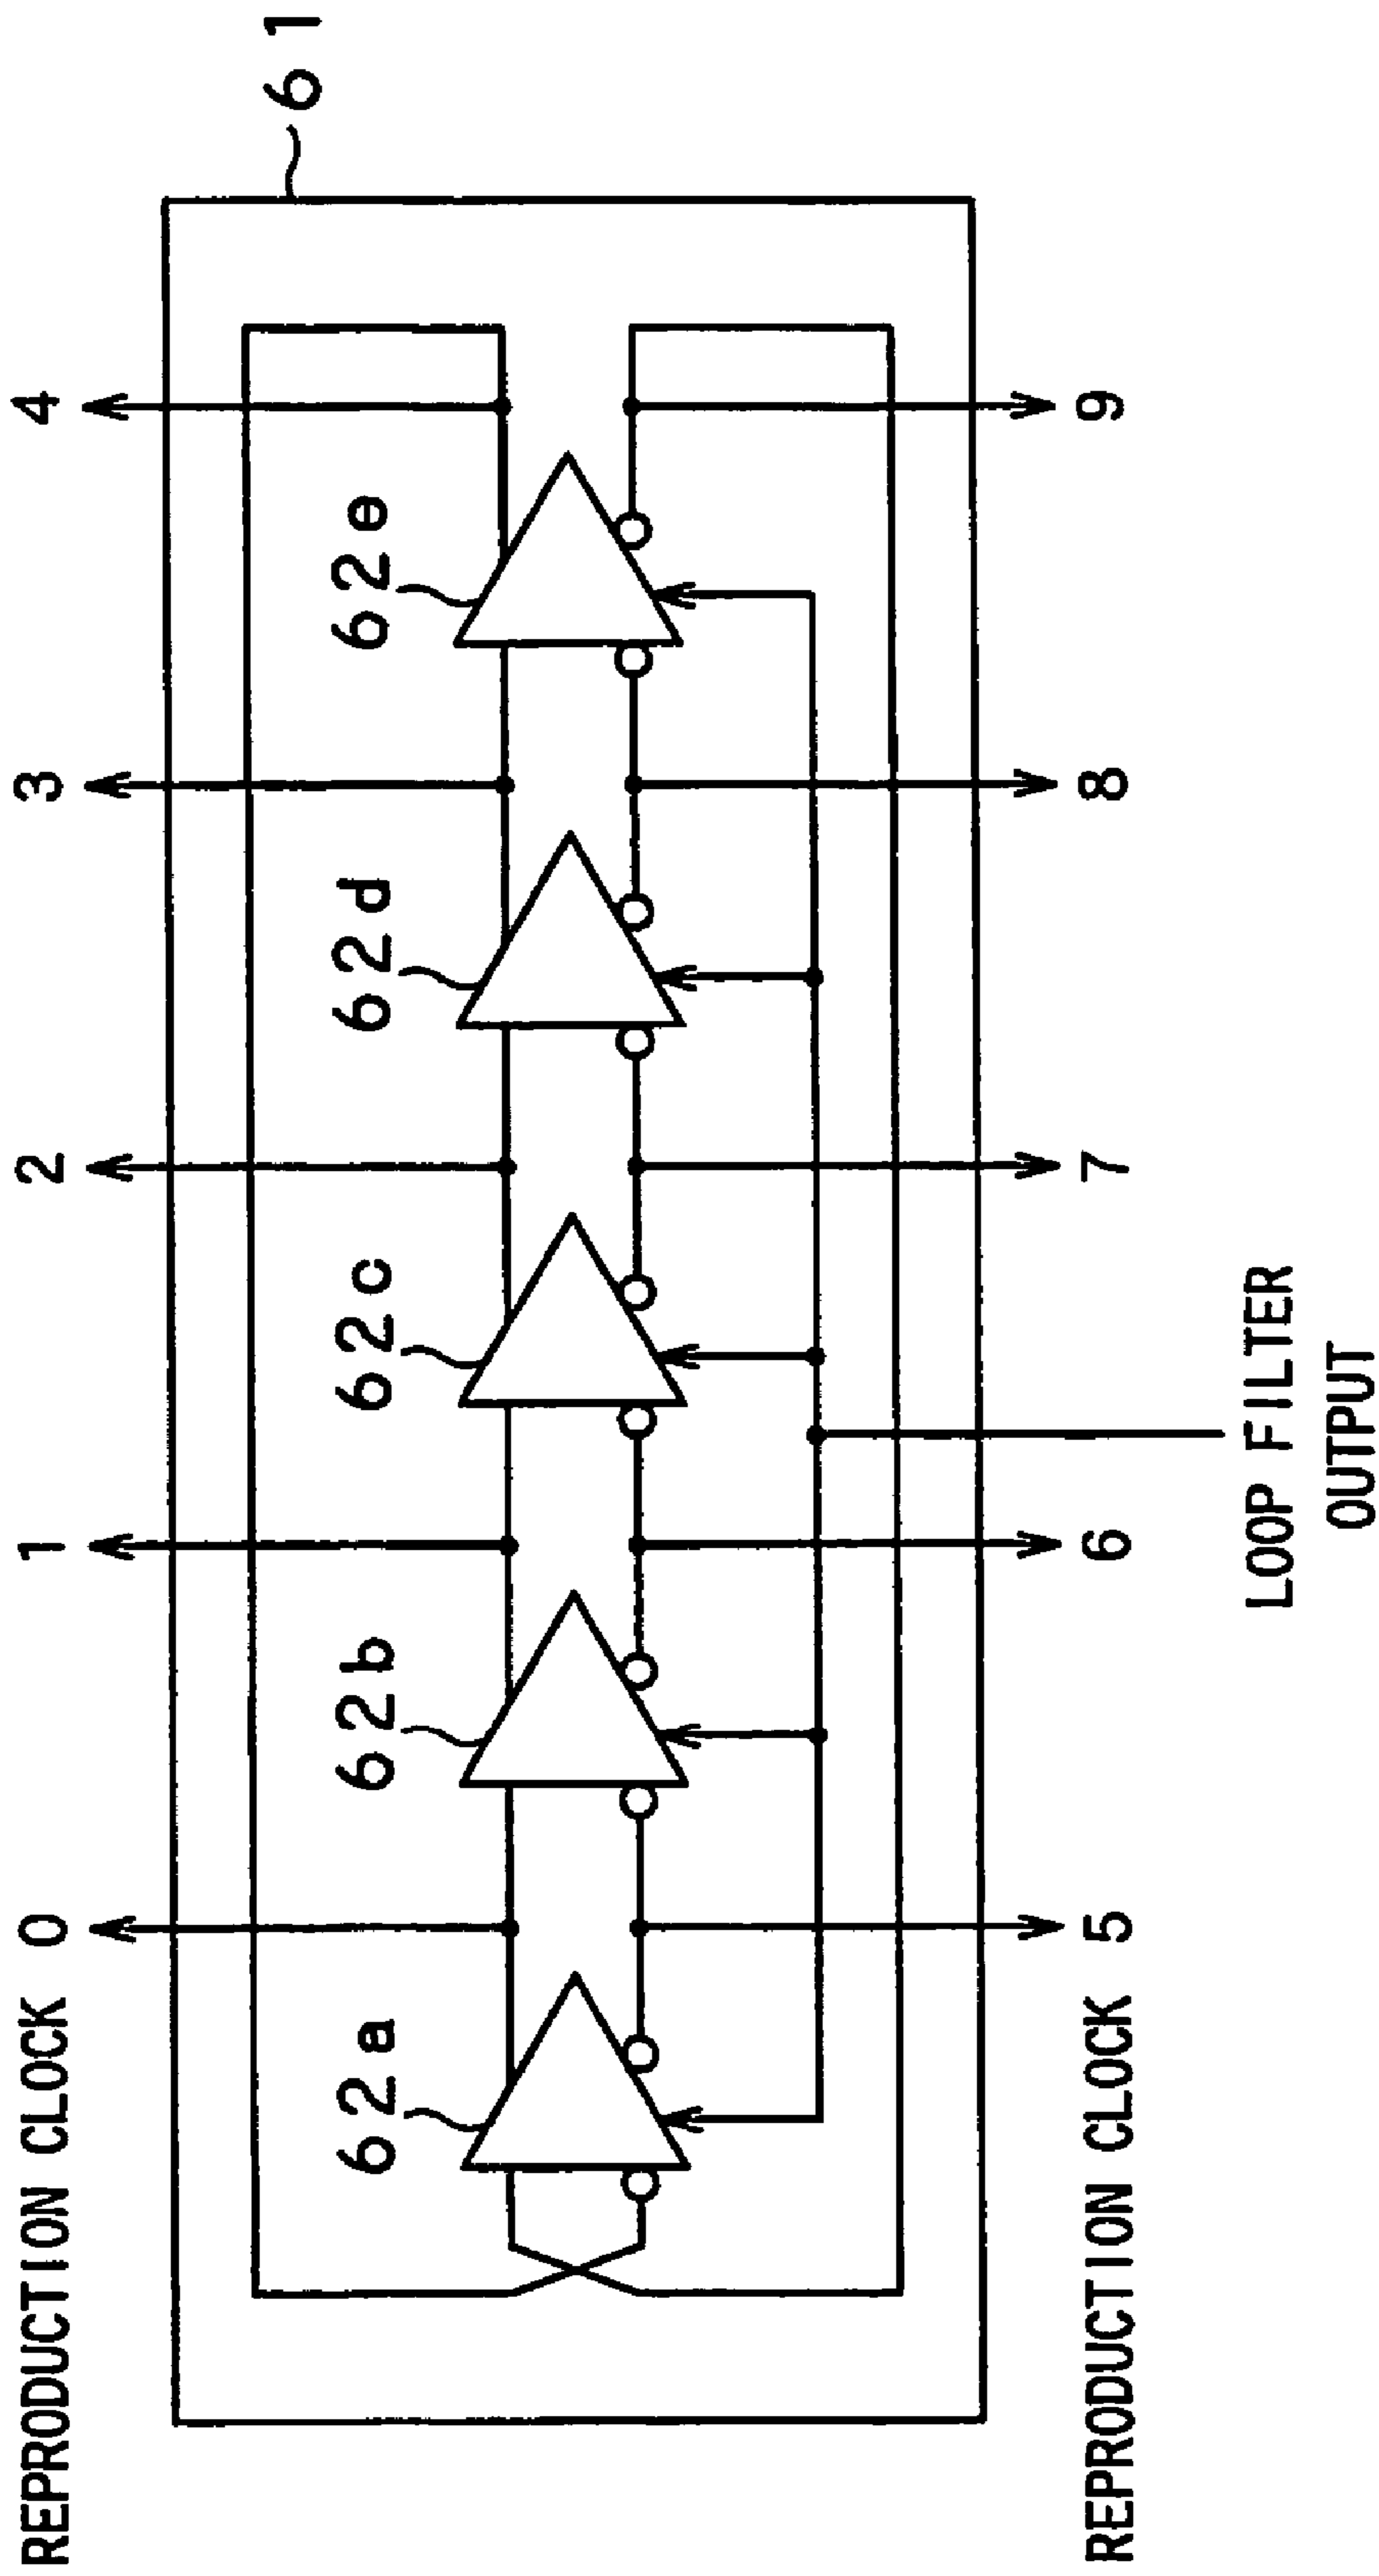 REPRODUCTION CLOCK 0 1 2 3 4
61
62a 62b 62c 62d 62e
REPRODUCTION CLOCK 5 6 7 8 9
LOOP FILTER
OUTPUT